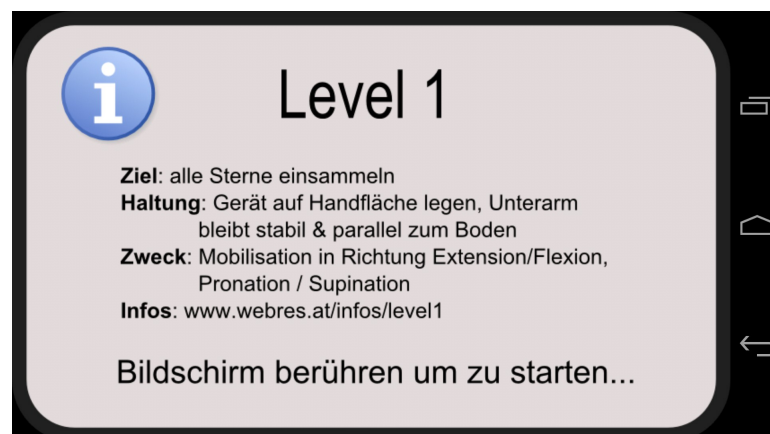 Level 1
Ziel: alle Sterne einsammeln
Haltung: Gerät auf Handfläche legen, Unterarm
bleibt stabil & parallel zum Boden
Zweck: Mobilisation in Richtung Extension/Flexion,
Pronation / Supination
Infos: www.webres.at/infos/level1
Bildschirm berühren um zu starten...